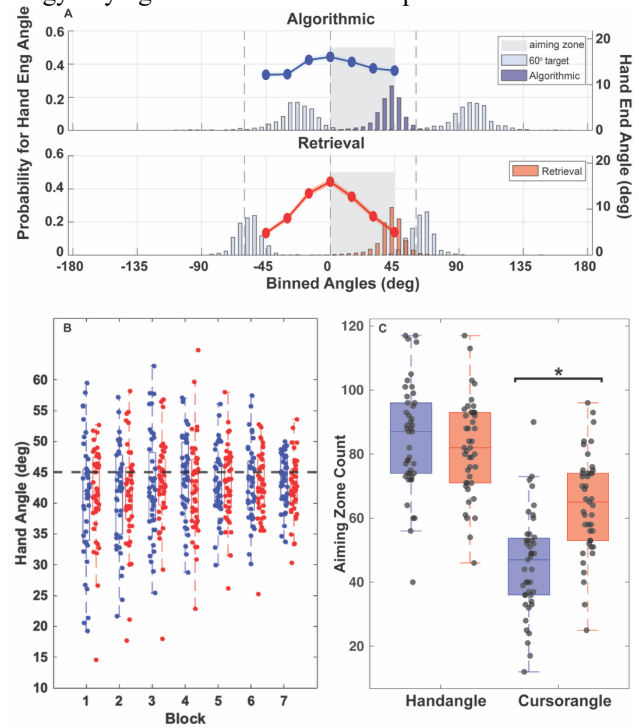 A
Algorithmic
Probability for Hand Eng Angle
0.6
0.4
0.2
0
20
10
0
Hand End Angle (deg)
aiming zone
60° target
Algorithmic
Retrieval
0.6
0.4
0.2
0
20
10
0
Retrieval
-180 -135 -90 -45 0 45 90 135 180
Binned Angles (deg)
B
Hand Angle (deg)
60
55
50
45
40
35
30
25
20
15
10
1 2 3 4 5 6 7
Block
C
*
Aiming Zone Count
120
100
80
60
40
20
Handangle Cursorangle